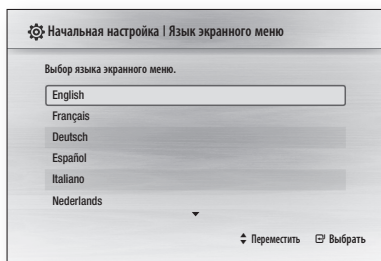 Начальная настройка | Язык экранного меню
Выбор языка экранного меню.
English
Français
Deutsch
Español
Italiano
Nederlands
Переместить Выбрать